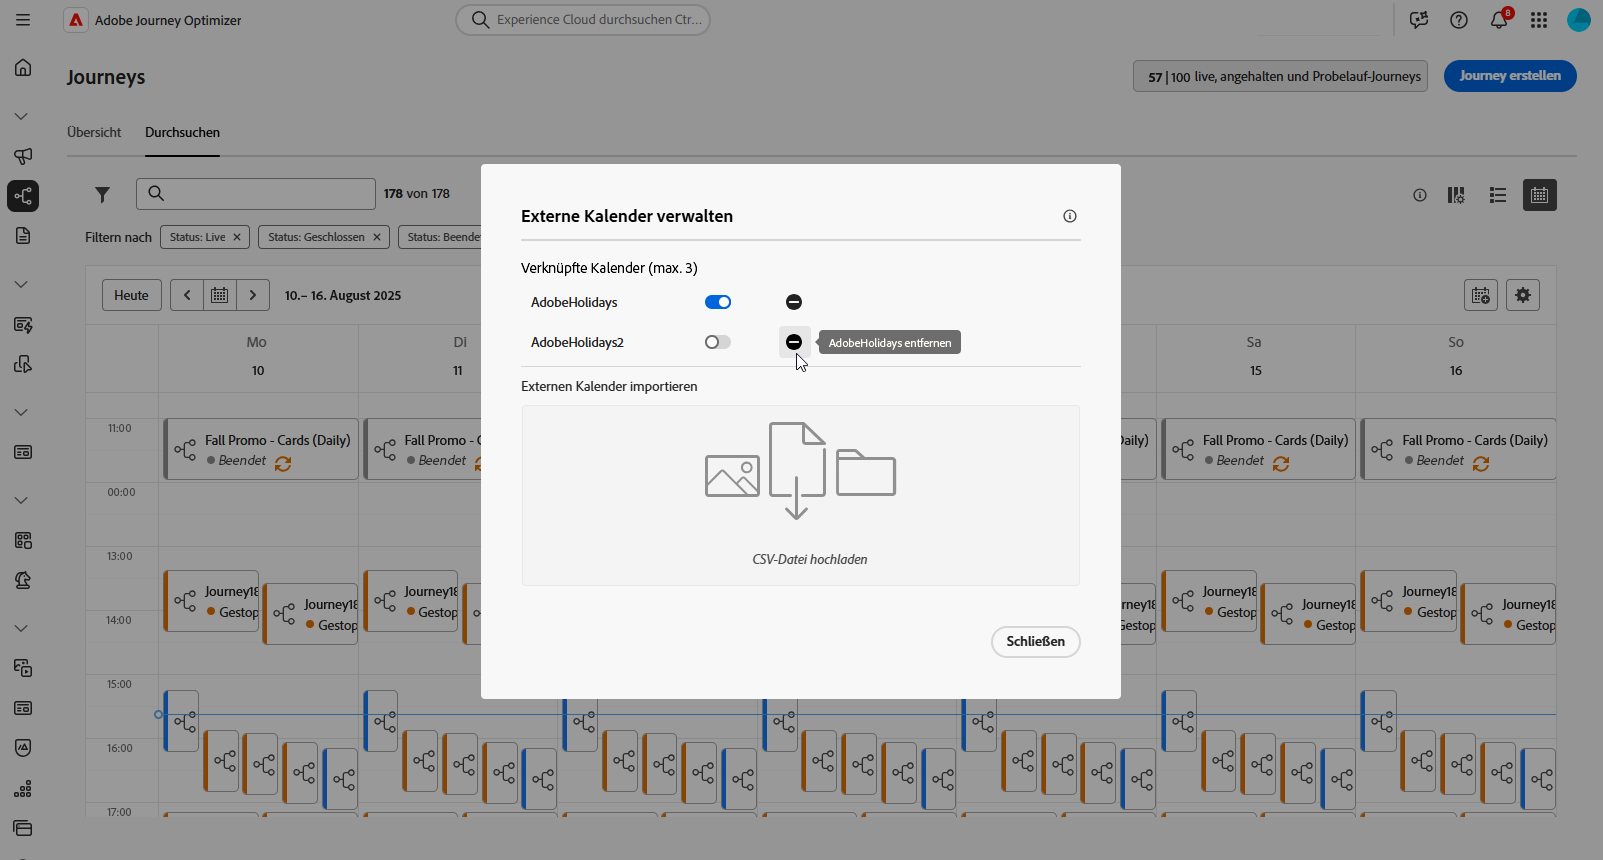 Adobe Journey Optimizer
Experience Cloud durchsuchen Ctr...
8
Journeys
57 | 100 live, angehalten und Probelauf-Journeys
Journey erstellen
Übersicht
Durchsuchen
178 von 178
Filtern nach
Status: Live
Status: Geschlossen
Status: Beende
Heute
10.– 16. August 2025
Mo
Di
Sa
So
10
11
15
16
Externe Kalender verwalten
Verknüpfte Kalender (max. 3)
AdobeHolidays
AdobeHolidays2
AdobeHolidays entfernen
Externen Kalender importieren
CSV-Datei hochladen
Schließen
11:00
Fall Promo - Cards (Daily)
Beendet
Fall Promo - C
Beendet
Daily)
Fall Promo - Cards (Daily)
Beendet
Fall Promo - Cards (Daily)
Beendet
00:00
13:00
Journey18
Gestop
Journey18
Gestop
Journey18
Gestop
rney18
Gestop
Journey18
Gestop
Journey18
Gestop
Journey18
Gestop
Journey18
Gestop
14:00
15:00
16:00
17:00